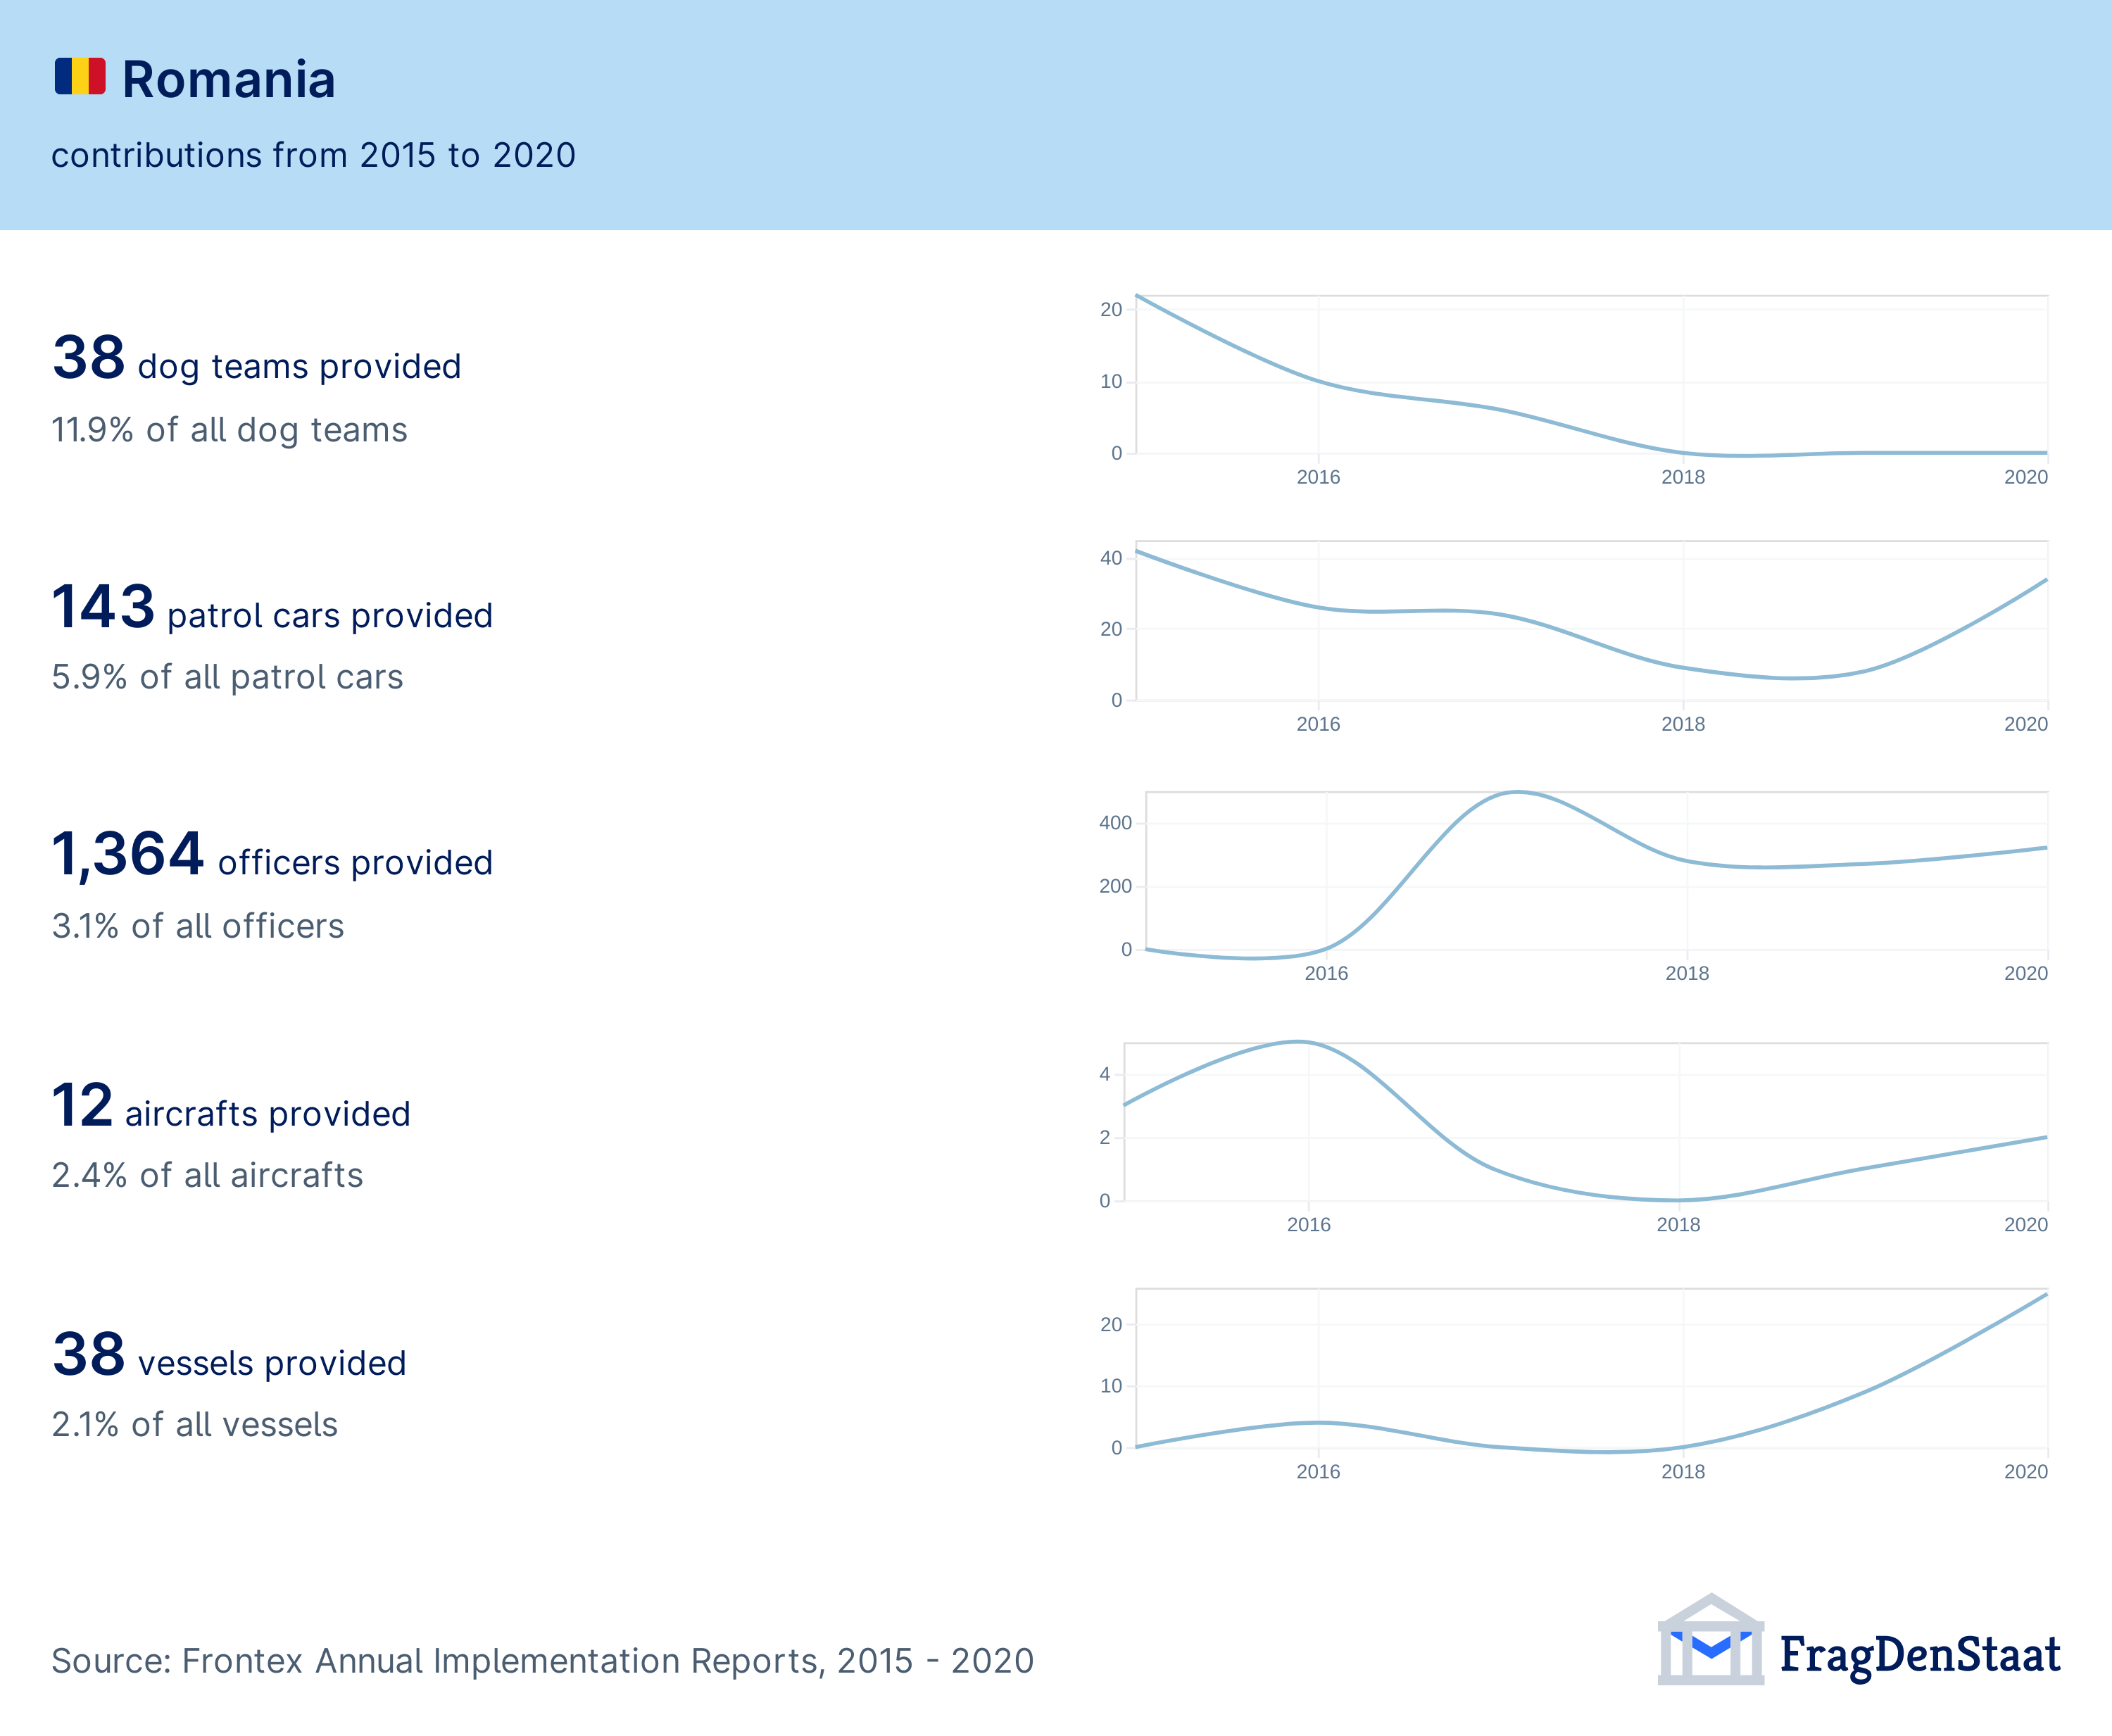 Romania
contributions from 2015 to 2020
38 dog teams provided
11.9% of all dog teams
20
10
0
2016 2018 2020
143 patrol cars provided
5.9% of all patrol cars
40
20
0
2016 2018 2020
1,364 officers provided
3.1% of all officers
400
200
0
2016 2018 2020
12 aircrafts provided
2.4% of all aircrafts
4
2
0
2016 2018 2020
38 vessels provided
2.1% of all vessels
20
10
0
2016 2018 2020
Source: Frontex Annual Implementation Reports, 2015 - 2020
FragDenStaat